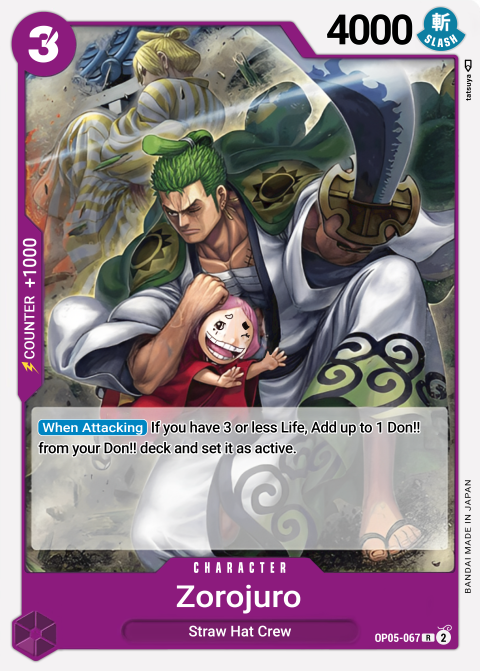 3
4000
斬
SLASH
tatsuya
COUNTER +1000
When Attacking If you have 3 or less Life, Add up to 1 Don!!
from your Don!! deck and set it as active.
BANDAI MADE IN JAPAN
CHARACTER
Zorojuro
Straw Hat Crew
OP05-067 R 2